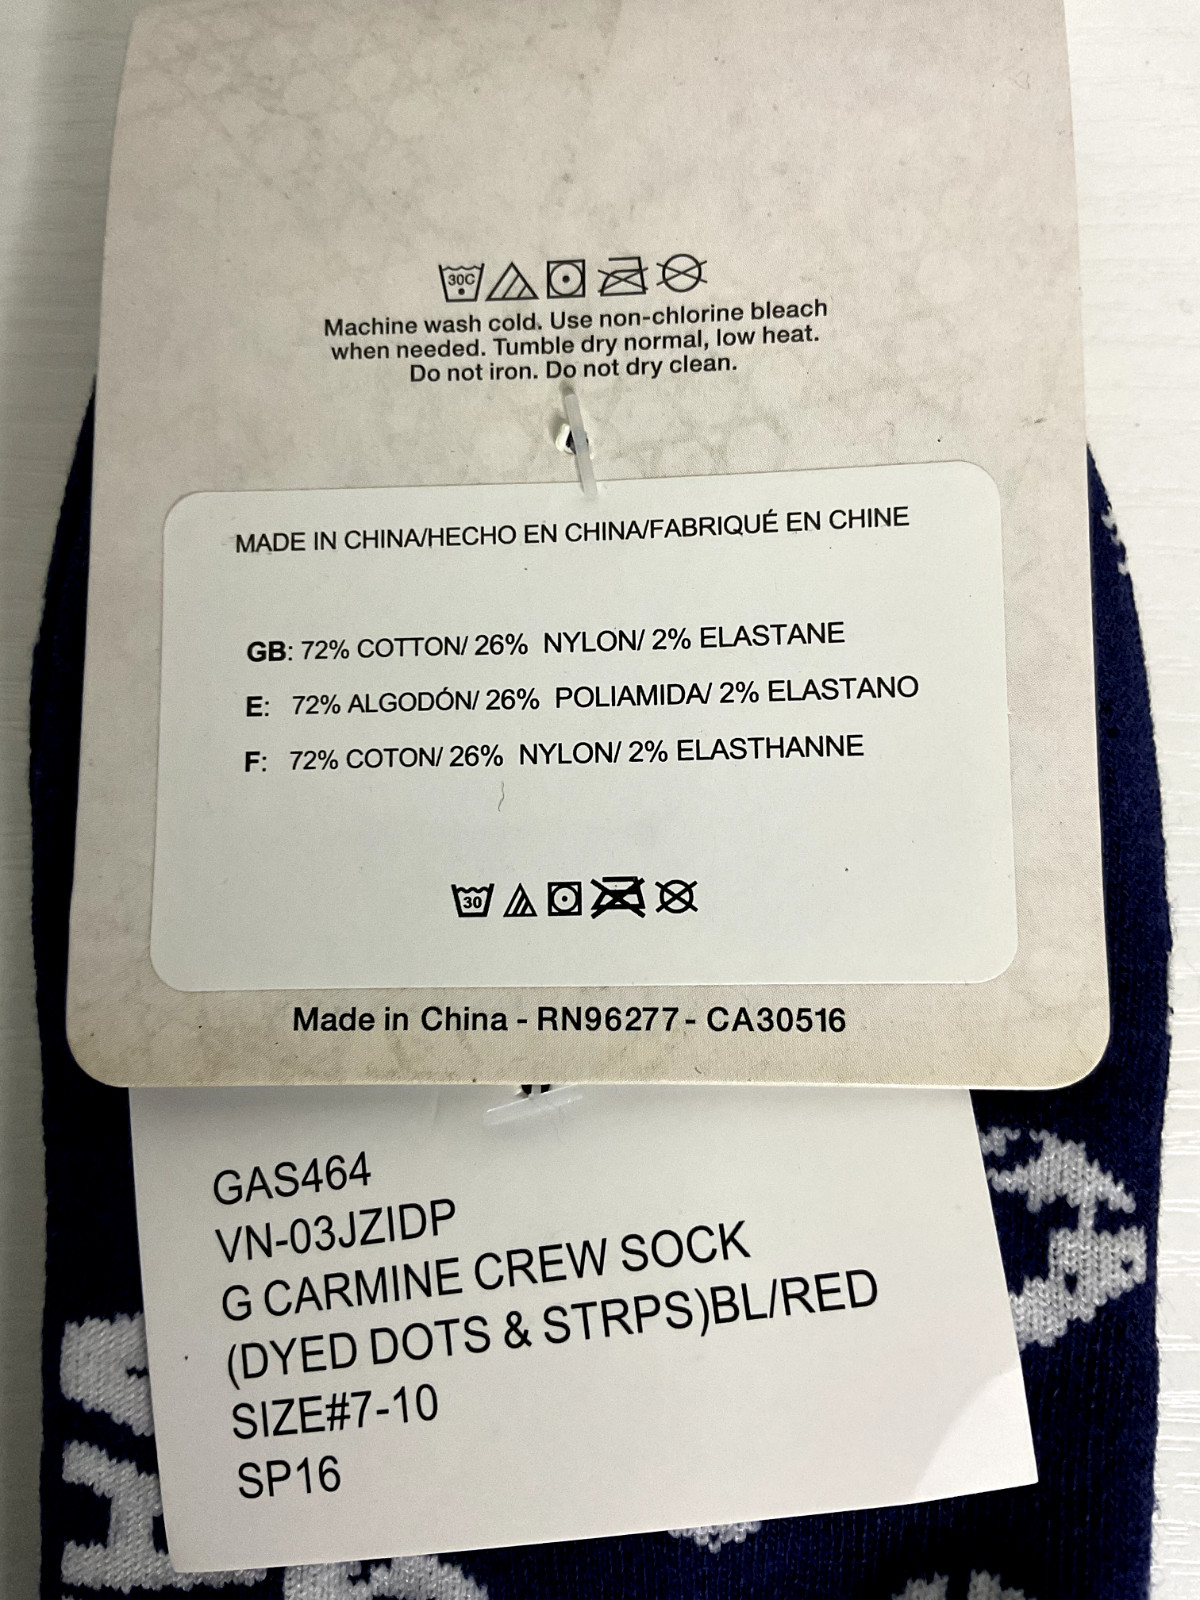 30C
Machine wash cold. Use non-chlorine bleach
when needed. Tumble dry normal, low heat.
Do not iron. Do not dry clean.
MADE IN CHINA/HECHO EN CHINA/FABRIQUÉ EN CHINE
GB: 72% COTTON/ 26% NYLON/ 2% ELASTANE
E: 72% ALGODÓN/ 26% POLIAMIDA/ 2% ELASTANO
F: 72% COTON/ 26% NYLON/ 2% ELASTHANNE
30
Made in China - RN96277 - CA30516
GAS464
VN-03JZIDP
G CARMINE CREW SOCK
(DYED DOTS & STRPS)BL/RED
SIZE#7-10
SP16